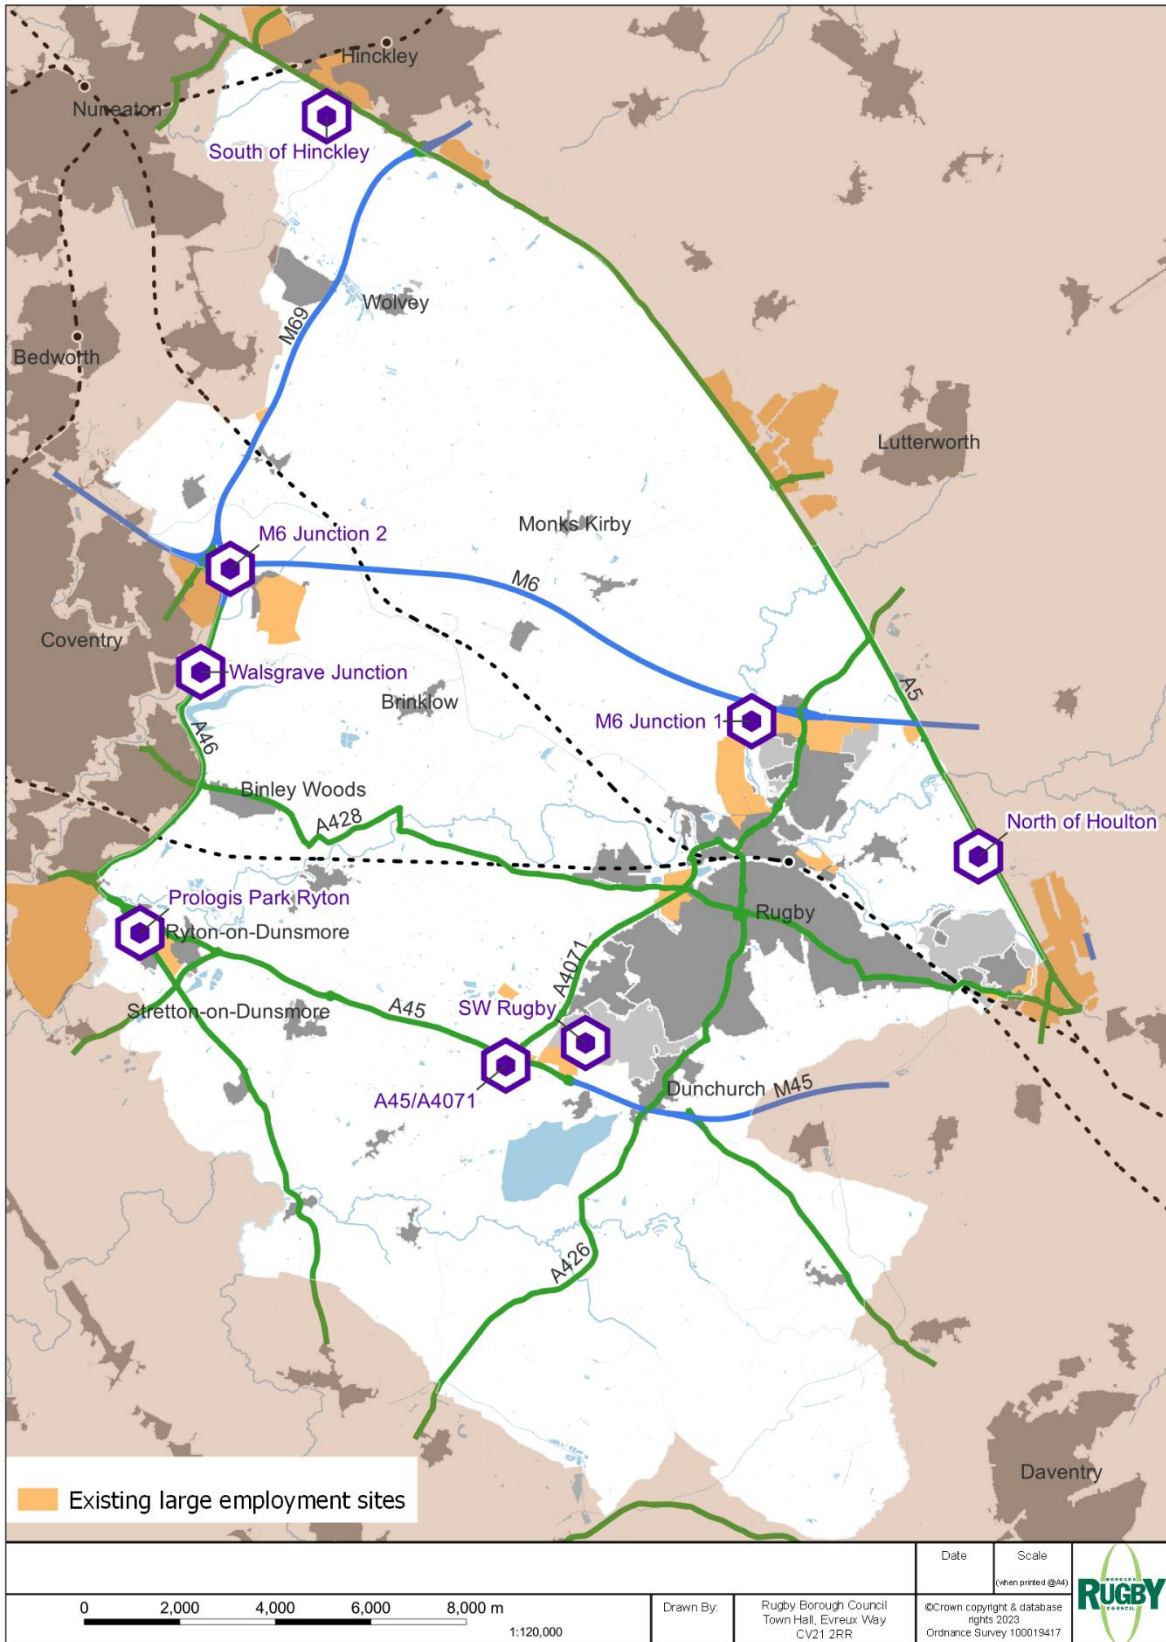 Hinckley
Nuneaton
South of Hinckley
Wolvey
M69
Bedworth
Lutterworth
Monks Kirby
M6 Junction 2
M6
Coventry
Walsgrave Junction
A5
Brinklow
M6 Junction 1
A46
Binley Woods
A428
North of Houlton
Prologis Park Ryton
Rugby
Ryton-on-Dunsmore
A4071
A45
SW Rugby
Stretton-on-Dunsmore
Dunchurch
M45
A45/A4071
A426
Daventry
Existing large employment sites
Date
Scale
(when printed @A4)
BOROUGH
RUGBY
COUNCIL
0 2,000 4,000 6,000 8,000 m
1:120,000
Drawn By:
Rugby Borough Council
Town Hall, Evreux Way
CV21 2RR
©Crown copyright & database
rights 2023
Ordnance Survey 100019417